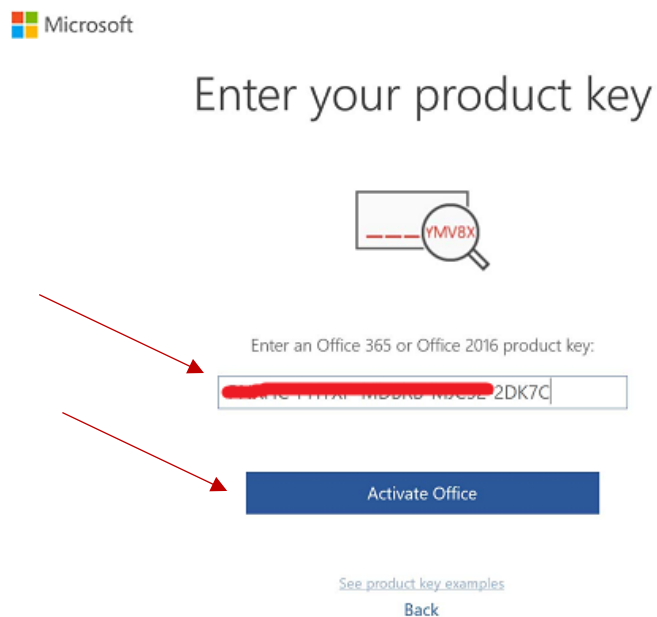 Microsoft
Enter your product key
YMV8X
Enter an Office 365 or Office 2016 product key:
2DK7C
Activate Office
See product key examples
Back